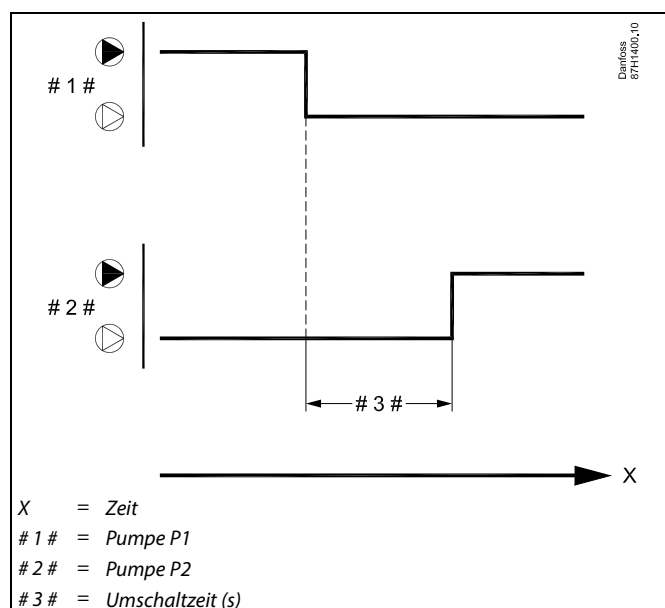 Danfoss
87H1400,10
# 1 #
# 2 #
# 3 #
X
X = Zeit
# 1 # = Pumpe P1
# 2 # = Pumpe P2
# 3 # = Umschaltzeit (s)